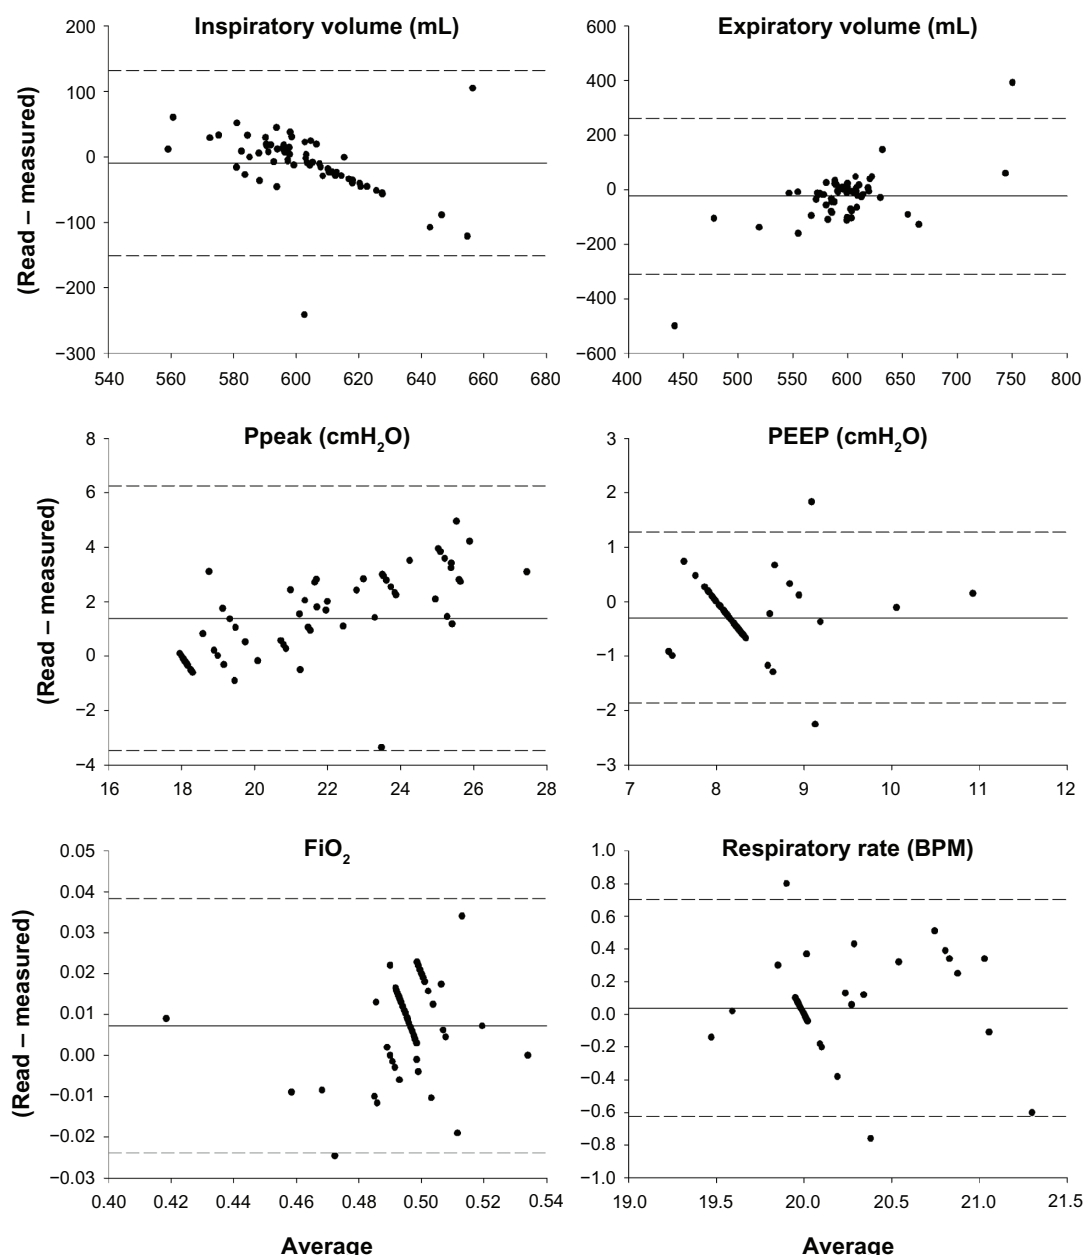 Inspiratory volume (mL)
200
100
0
−100
−200
−300
540 560 580 600 620 640 660 680
(Read – measured)
Expiratory volume (mL)
600
400
200
0
−200
−400
−600
400 450 500 550 600 650 700 750 800
Ppeak (cmH₂O)
8
6
4
2
0
−2
−4
16 18 20 22 24 26 28
(Read – measured)
PEEP (cmH₂O)
3
2
1
0
−1
−2
−3
7 8 9 10 11 12
FiO₂
0.05
0.04
0.03
0.02
0.01
0.00
−0.01
−0.02
−0.03
0.40 0.42 0.44 0.46 0.48 0.50 0.52 0.54
(Read – measured)
Average
Respiratory rate (BPM)
1.0
0.8
0.6
0.4
0.2
0.0
−0.2
−0.4
−0.6
−0.8
−1.0
19.0 19.5 20.0 20.5 21.0 21.5
Average